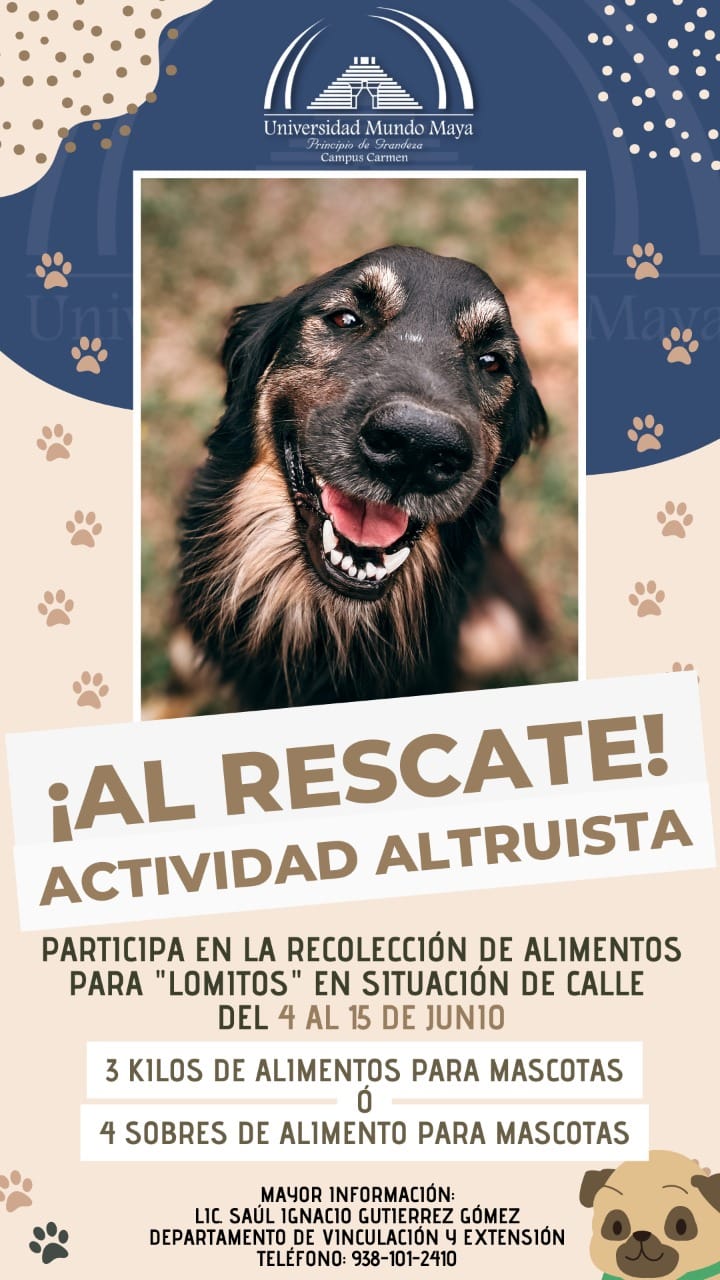 Universidad Mundo Maya
Principio de Grandeza
Campus Carmen
¡AL RESCATE!
ACTIVIDAD ALTRUISTA
PARTICIPA EN LA RECOLECCIÓN DE ALIMENTOS
PARA "LOMITOS" EN SITUACIÓN DE CALLE
DEL 4 AL 15 DE JUNIO
3 KILOS DE ALIMENTOS PARA MASCOTAS
Ó
4 SOBRES DE ALIMENTO PARA MASCOTAS
MAYOR INFORMACIÓN:
LIC. SAÚL IGNACIO GUTIERREZ GÓMEZ
DEPARTAMENTO DE VINCULACIÓN Y EXTENSIÓN
TELÉFONO: 938-101-2410